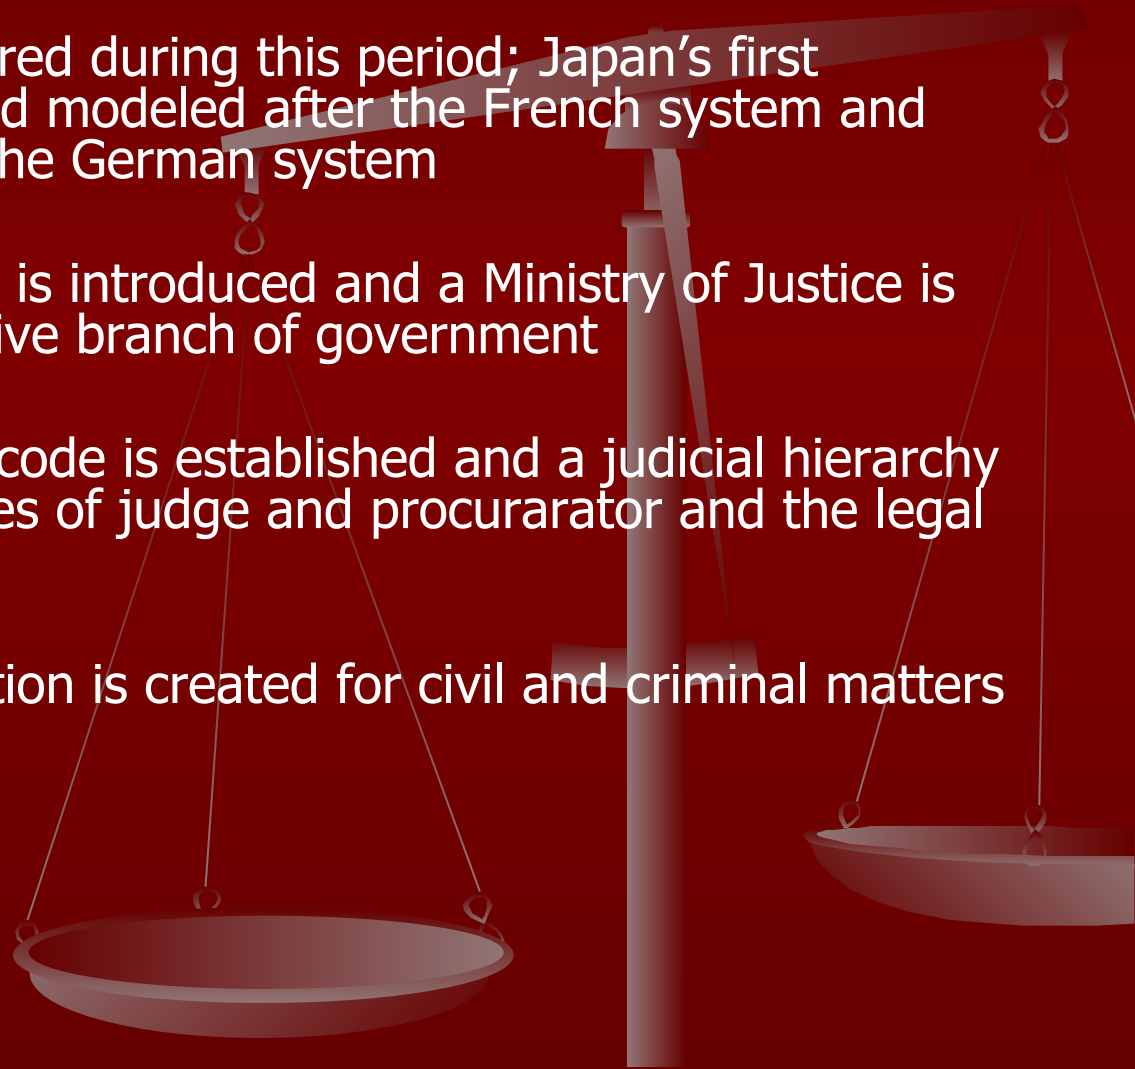 red during this period; Japan’s first
d modeled after the French system and
he German system
is introduced and a Ministry of Justice is
ive branch of government
code is established and a judicial hierarchy
es of judge and procurarator and the legal
tion is created for civil and criminal matters